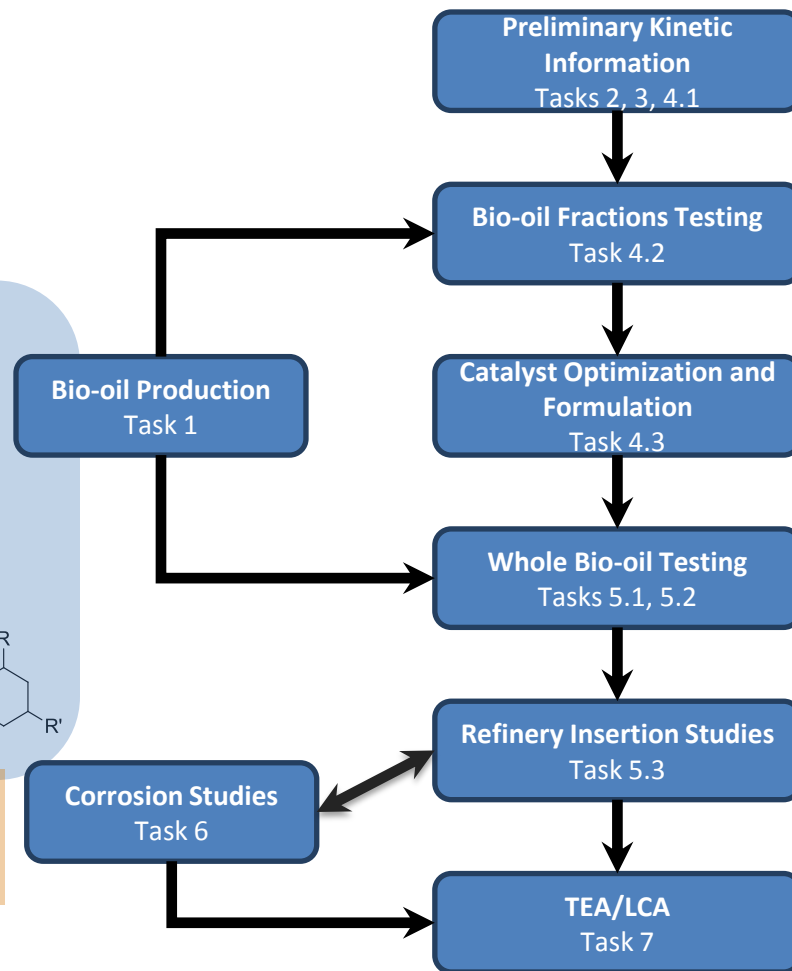 Preliminary Kinetic
Information
Tasks 2, 3, 4.1
Bio-oil Fractions Testing
Task 4.2
Bio-oil Production
Task 1
Catalyst Optimization and
Formulation
Task 4.3
Whole Bio-oil Testing
Tasks 5.1, 5.2
R
R'
Refinery Insertion Studies
Task 5.3
Corrosion Studies
Task 6
TEA/LCA
Task 7